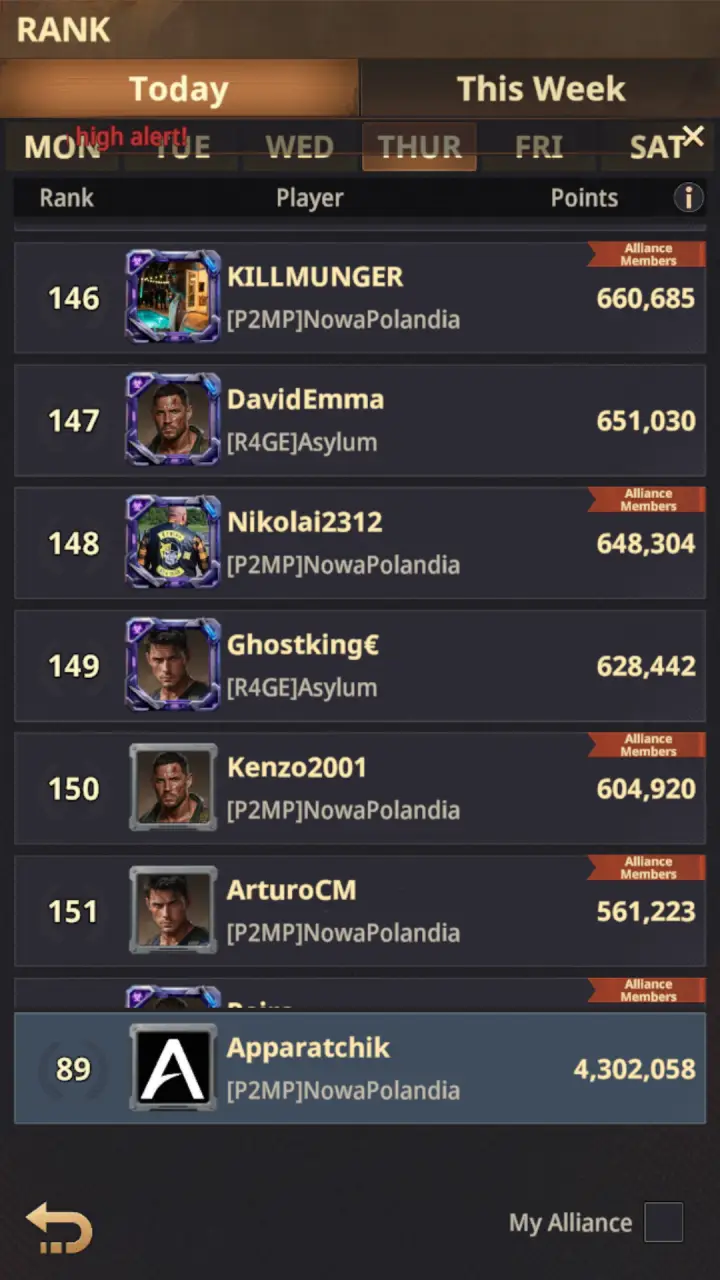 RANK
Today
This Week
high alert!
MON TUE WED THUR FRI SAT
Rank Player Points
Alliance
Members
146 KILLMUNGER 660,685
[P2MP]NowaPolandia
147 DavidEmma 651,030
[R4GE]Asylum
Alliance
Members
148 Nikolai2312 648,304
[P2MP]NowaPolandia
149 Ghostking€ 628,442
[R4GE]Asylum
Alliance
Members
150 Kenzo2001 604,920
[P2MP]NowaPolandia
Alliance
Members
151 ArturoCM 561,223
[P2MP]NowaPolandia
Alliance
Members
89 Apparatchik 4,302,058
[P2MP]NowaPolandia
My Alliance